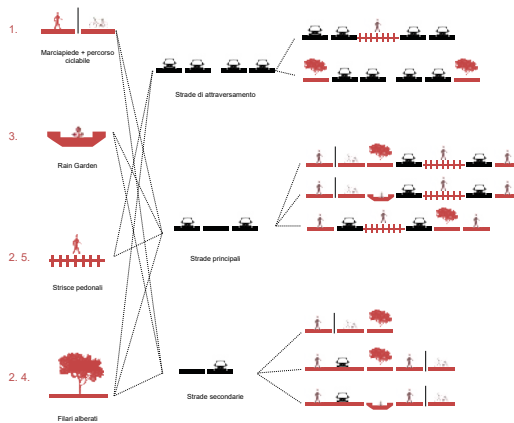 1.
Marciapiede + percorso
ciclabile
Strade di attraversamento
3.
Rain Garden
2. 5.
Strisce pedonali
Strade principali
2. 4.
Filari alberati
Strade secondarie